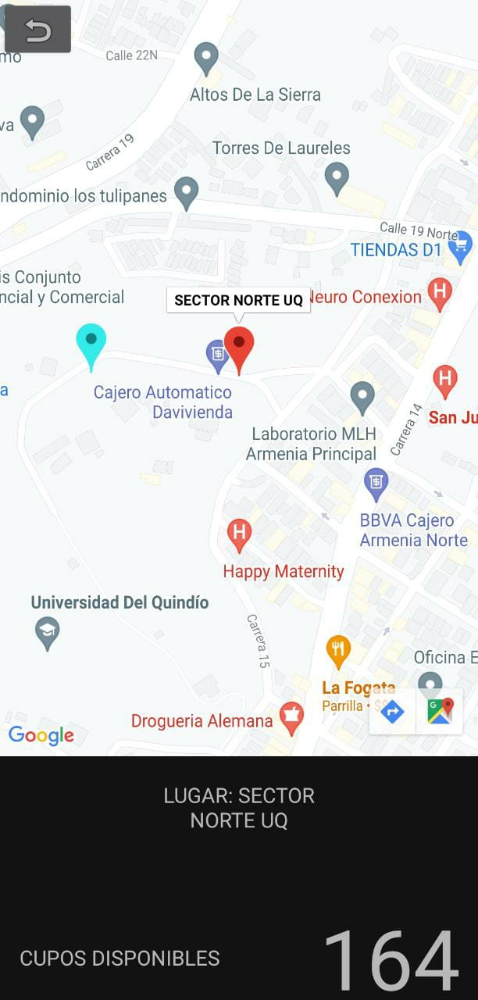 mo
Calle 22N
Altos De La Sierra
va
Carrera 19
Torres De Laureles
ndominio los tulipanes
Calle 19 Norte
TIENDAS D1
is Conjunto
ncial y Comercial
SECTOR NORTE UQ
Neuro Conexion
H
H
a
Cajero Automatico
Davivienda
San Ju
Laboratorio MLH
Armenia Principal
Carrera 14
BBVA Cajero
Armenia Norte
H
Happy Maternity
Universidad Del Quindío
Carrera 15
Oficina E
La Fogata
Parrilla • $$
Drogueria Alemana
Google
G
LUGAR: SECTOR
NORTE UQ
CUPOS DISPONIBLES
164